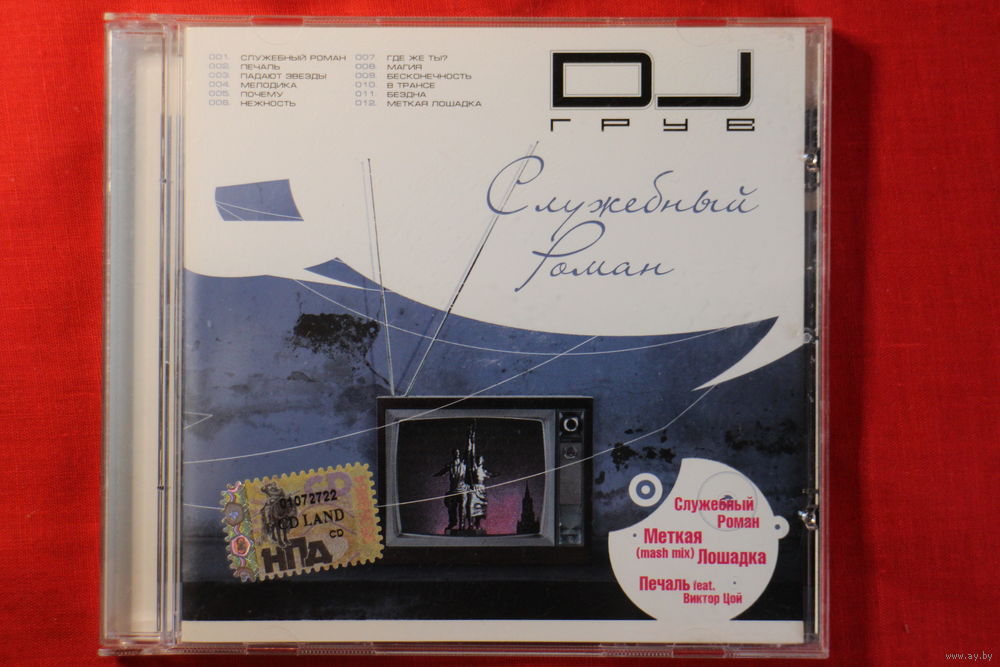 001. СЛУЖЕБНЫЙ РОМАН
002. ПЕЧАЛЬ
003. ПАДАЮТ ЗВЕЗДЫ
004. МЕЛОДИКА
005. ПОЧЕМУ
006. НЕЖНОСТЬ
007. ГДЕ ЖЕ ТЫ?
008. МАГИЯ
009. БЕСКОНЕЧНОСТЬ
010. В ТРАНСЕ
011. БЕЗДНА
012. МЕТКАЯ ЛОШАДКА
DJ
ГРУВ
Служебный
Роман
01072722
CD LAND
CD
НПА
Служебный
Роман
Меткая
(mash mix) Лошадка
Печаль feat.
Виктор Цой
www.ay.by